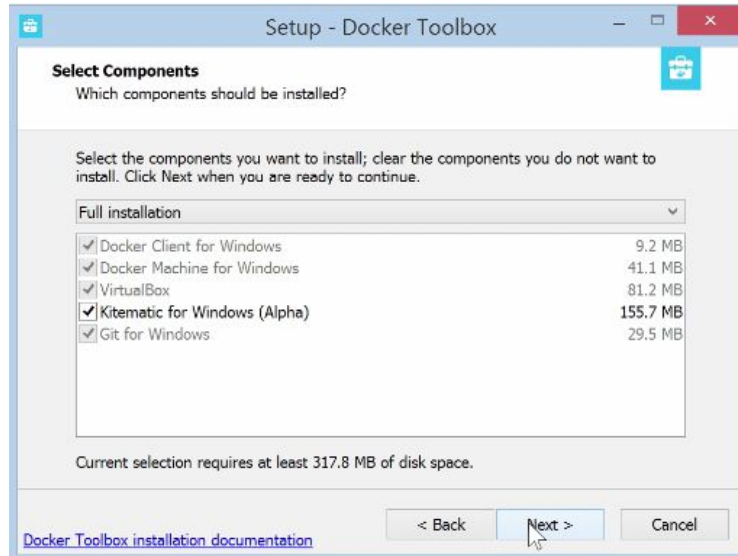 Setup - Docker Toolbox
Select Components
Which components should be installed?
Select the components you want to install; clear the components you do not want to
install. Click Next when you are ready to continue.
Full installation
Docker Client for Windows 9.2 MB
Docker Machine for Windows 41.1 MB
VirtualBox 81.2 MB
Kitematic for Windows (Alpha) 155.7 MB
Git for Windows 29.5 MB
Current selection requires at least 317.8 MB of disk space.
< Back Next > Cancel
Docker Toolbox installation documentation